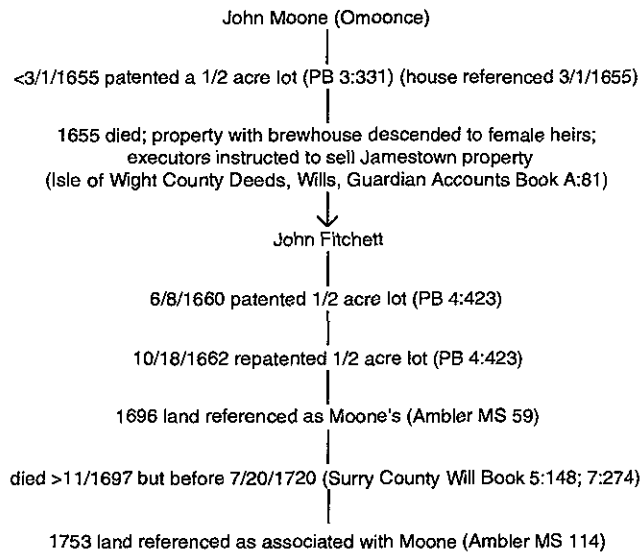 John Moone (Omoonce)
<3/1/1655 patented a 1/2 acre lot (PB 3:331) (house referenced 3/1/1655)
1655 died; property with brewhouse descended to female heirs;
executors instructed to sell Jamestown property
(Isle of Wight County Deeds, Wills, Guardian Accounts Book A:81)
John Fitchett
6/8/1660 patented 1/2 acre lot (PB 4:423)
10/18/1662 repatented 1/2 acre lot (PB 4:423)
1696 land referenced as Moone's (Ambler MS 59)
died >11/1697 but before 7/20/1720 (Surry County Will Book 5:148; 7:274)
1753 land referenced as associated with Moone (Ambler MS 114)